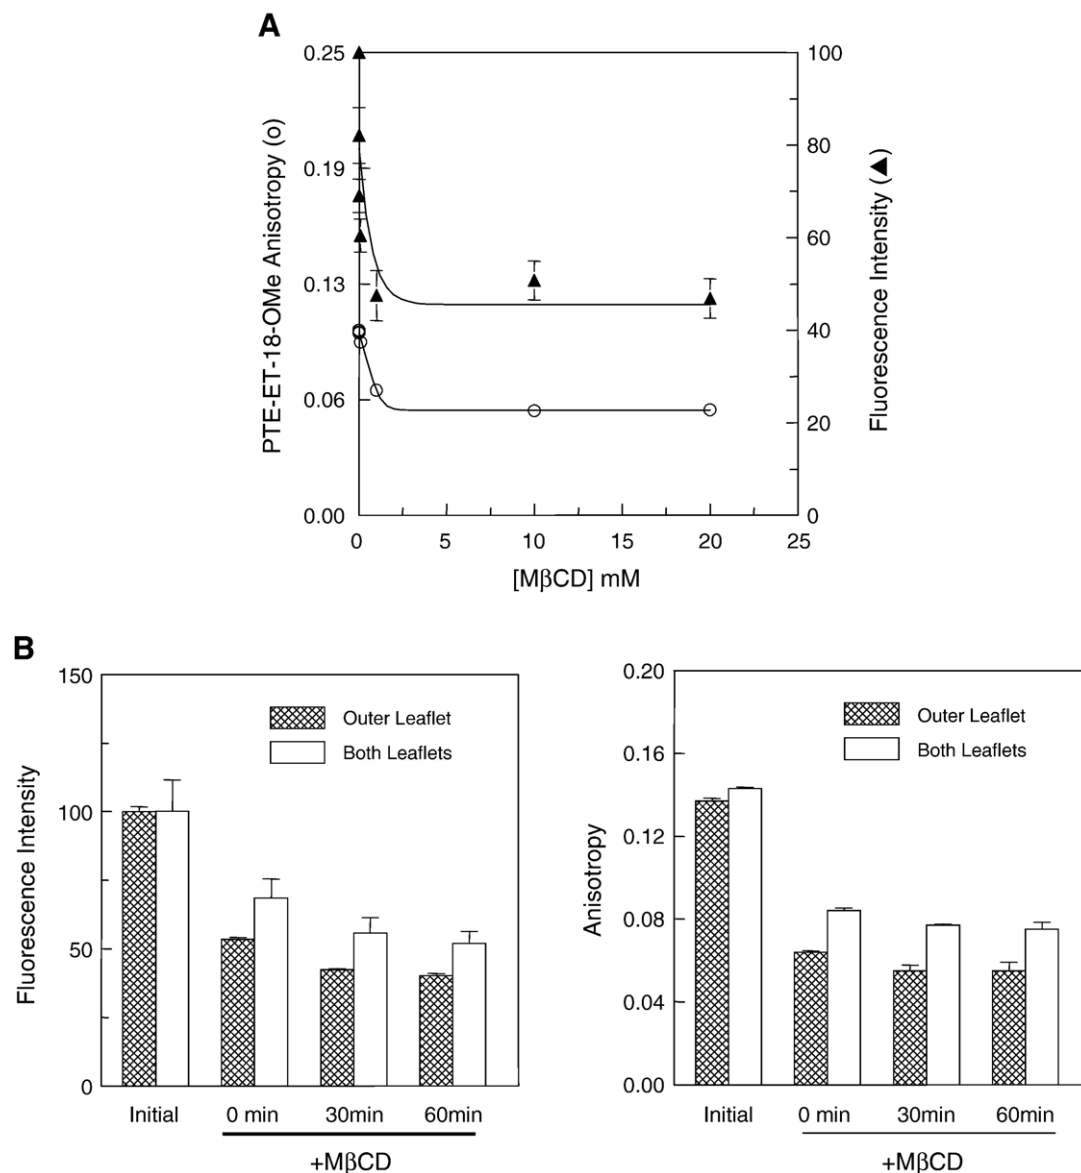 A
PTE-ET-18-OMe Anisotropy (o)
0.25
0.19
0.13
0.06
0.00
100
80
60
40
20
0
Fluorescence Intensity (▲)
0 5 10 15 20 25
[MβCD] mM
B
Fluorescence Intensity
150
100
50
0
Outer Leaflet
Both Leaflets
Initial 0 min 30min 60min
+MβCD
Anisotropy
0.20
0.16
0.12
0.08
0.04
0.00
Outer Leaflet
Both Leaflets
Initial 0 min 30min 60min
+MβCD